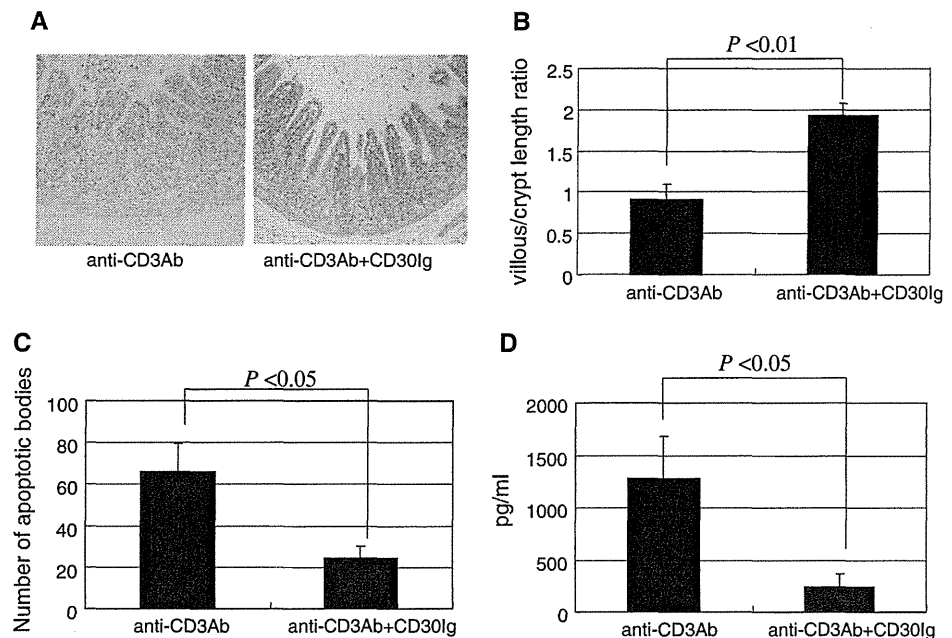 A
anti-CD3Ab
anti-CD3Ab+CD30Ig
B
P <0.01
villous/crypt length ratio
2.5
2
1.5
1
0.5
0
anti-CD3Ab
anti-CD3Ab+CD30Ig
C
P <0.05
Number of apoptotic bodies
100
80
60
40
20
0
anti-CD3Ab
anti-CD3Ab+CD30Ig
D
P <0.05
pg/ml
2000
1500
1000
500
0
anti-CD3Ab
anti-CD3Ab+CD30Ig